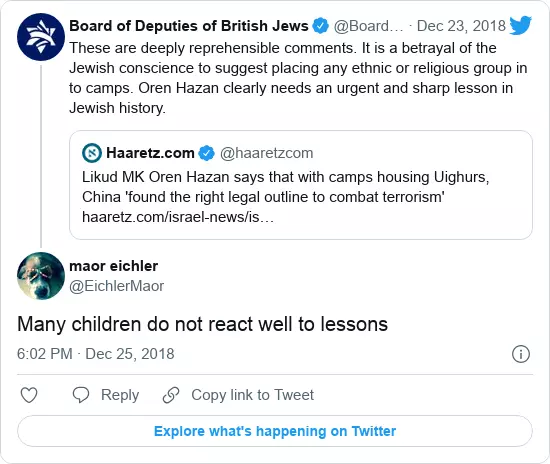 Board of Deputies of British Jews @Board… · Dec 23, 2018
These are deeply reprehensible comments. It is a betrayal of the
Jewish conscience to suggest placing any ethnic or religious group in
to camps. Oren Hazan clearly needs an urgent and sharp lesson in
Jewish history.
Haaretz.com @haaretzcom
Likud MK Oren Hazan says that with camps housing Uighurs,
China 'found the right legal outline to combat terrorism'
haaretz.com/israel-news/is…
maor eichler
@EichlerMaor
Many children do not react well to lessons
6:02 PM · Dec 25, 2018
Reply Copy link to Tweet
Explore what's happening on Twitter